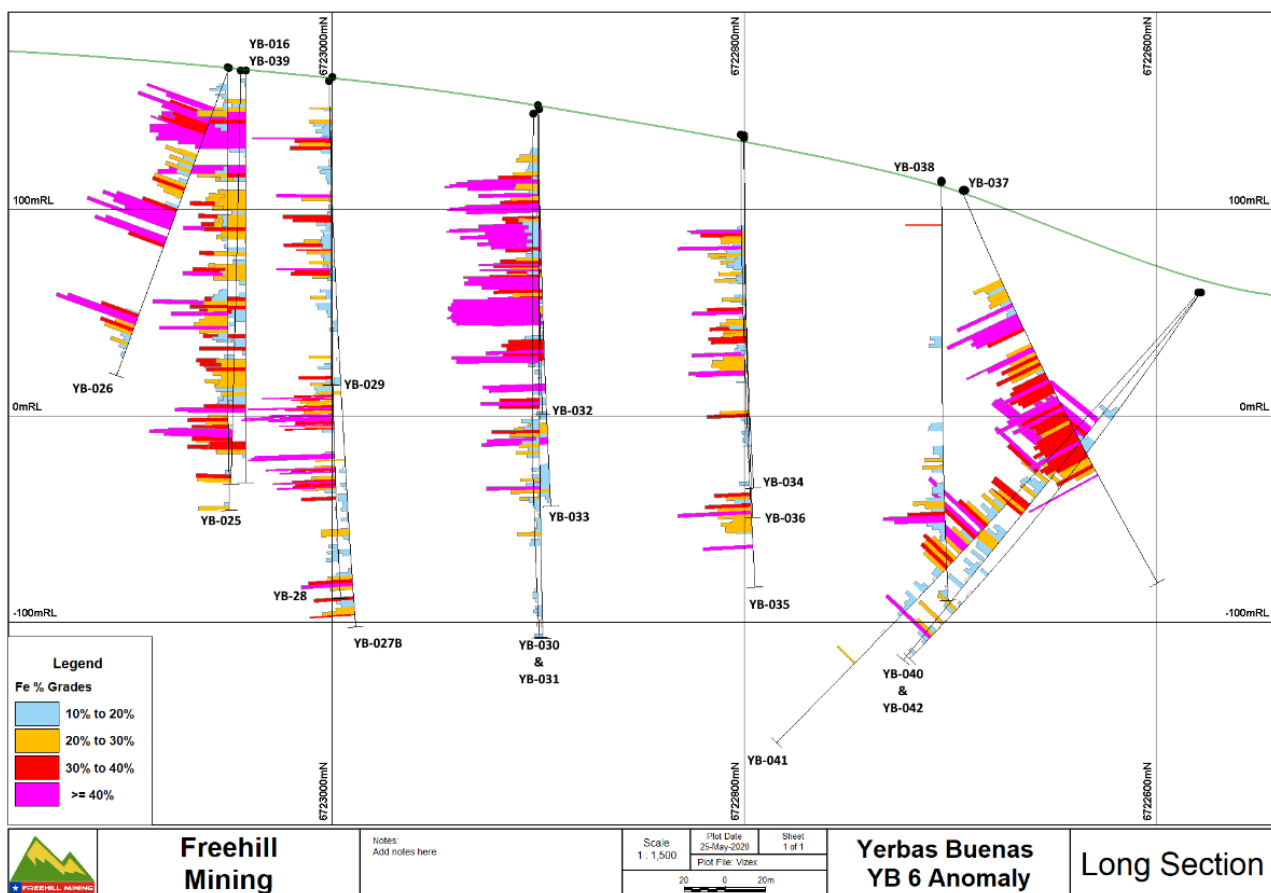 YB-016
YB-039
6723000mN
6722800mN
6722600mN
YB-038
YB-037
100mRL
100mRL
YB-026
YB-029
0mRL
0mRL
YB-032
YB-025
YB-033
YB-034
YB-036
YB-28
YB-035
-100mRL
-100mRL
YB-027B
YB-030
&
YB-031
YB-040
&
YB-042
YB-041
Legend
Fe % Grades
10% to 20%
20% to 30%
30% to 40%
>= 40%
6723000mN
6722800mN
6722600mN
FREEHILL MINING
Freehill
Mining
Notes:
Add notes here
Scale
1 : 1,500
Plot Date
25-May-2020
Sheet
1 of 1
Plot File: Vizex
20 0 20m
Yerbas Buenas
YB 6 Anomaly
Long Section